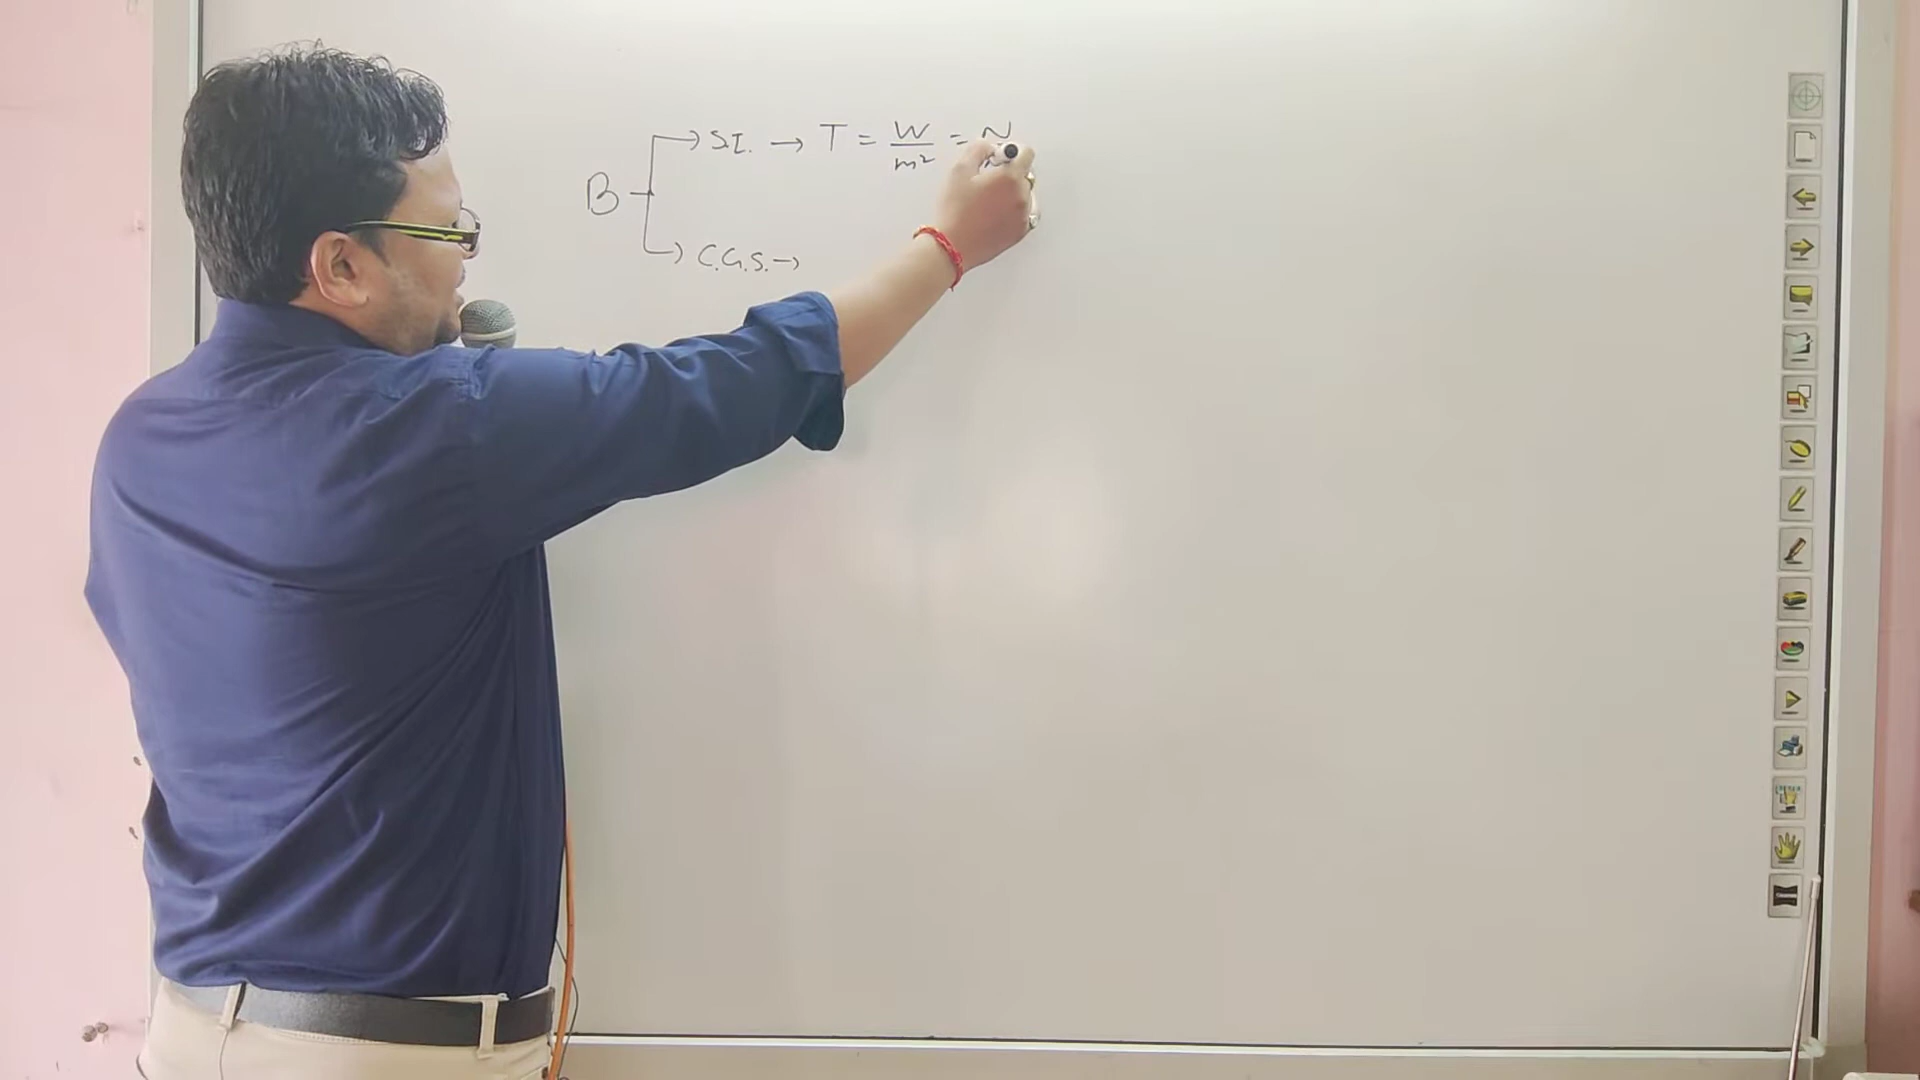 B → S.I. → T = W/m² = N
→ C.G.S. →